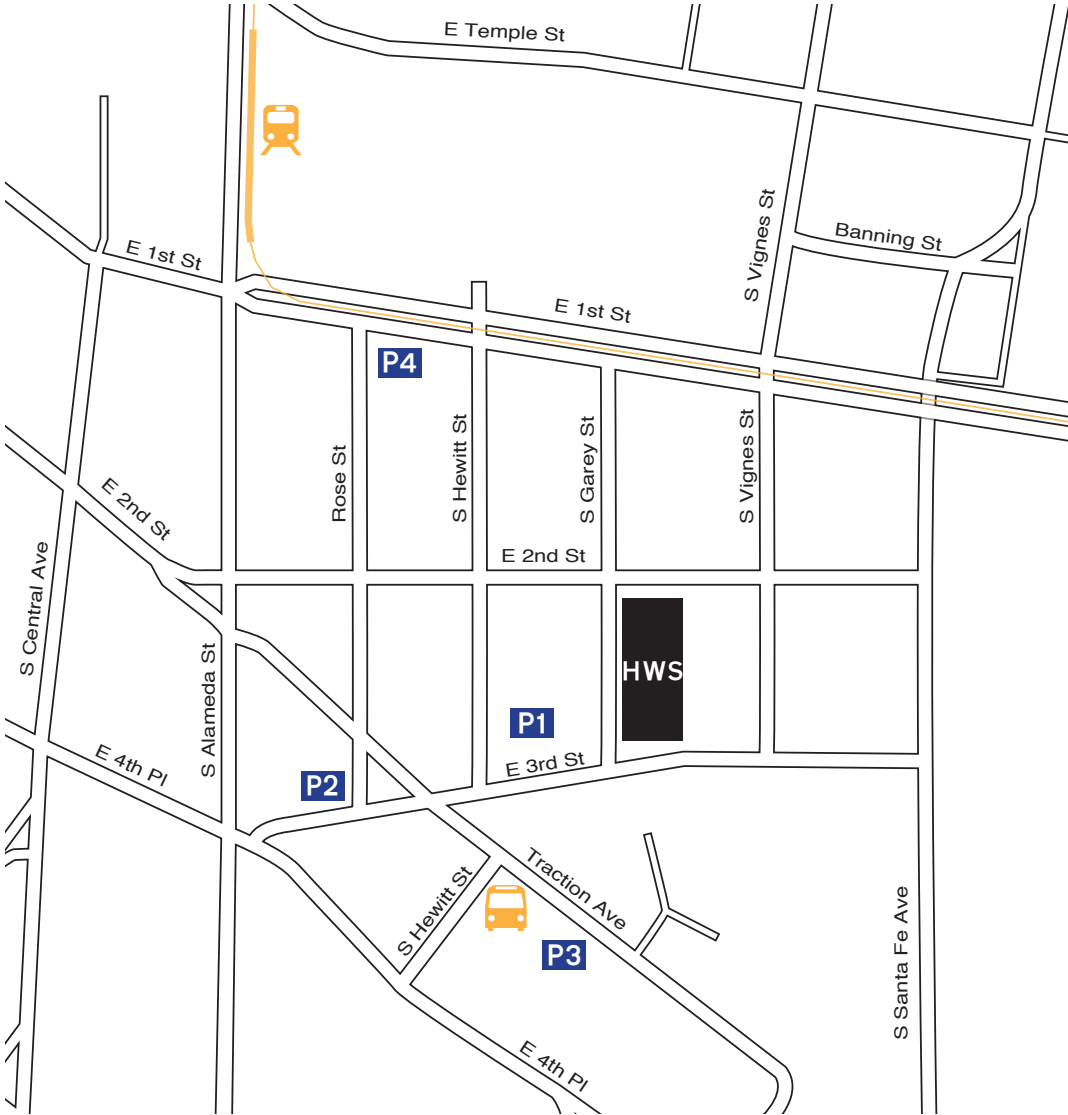 E Temple St
S Vignes St
Banning St
E 1st St
E 1st St
P4
Rose St
S Hewitt St
S Garey St
S Vignes St
E 2nd St
E 2nd St
S Central Ave
S Alameda St
HWS
P1
E 3rd St
E 4th Pl
P2
Traction Ave
S Hewitt St
P3
S Santa Fe Ave
E 4th Pl